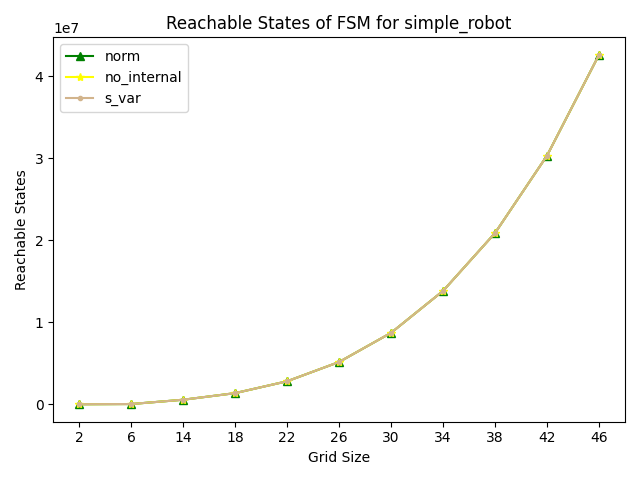 Reachable States of FSM for simple_robot
1e7
norm
no_internal
s_var
Reachable States
4
3
2
1
0
2 6 14 18 22 26 30 34 38 42 46
Grid Size